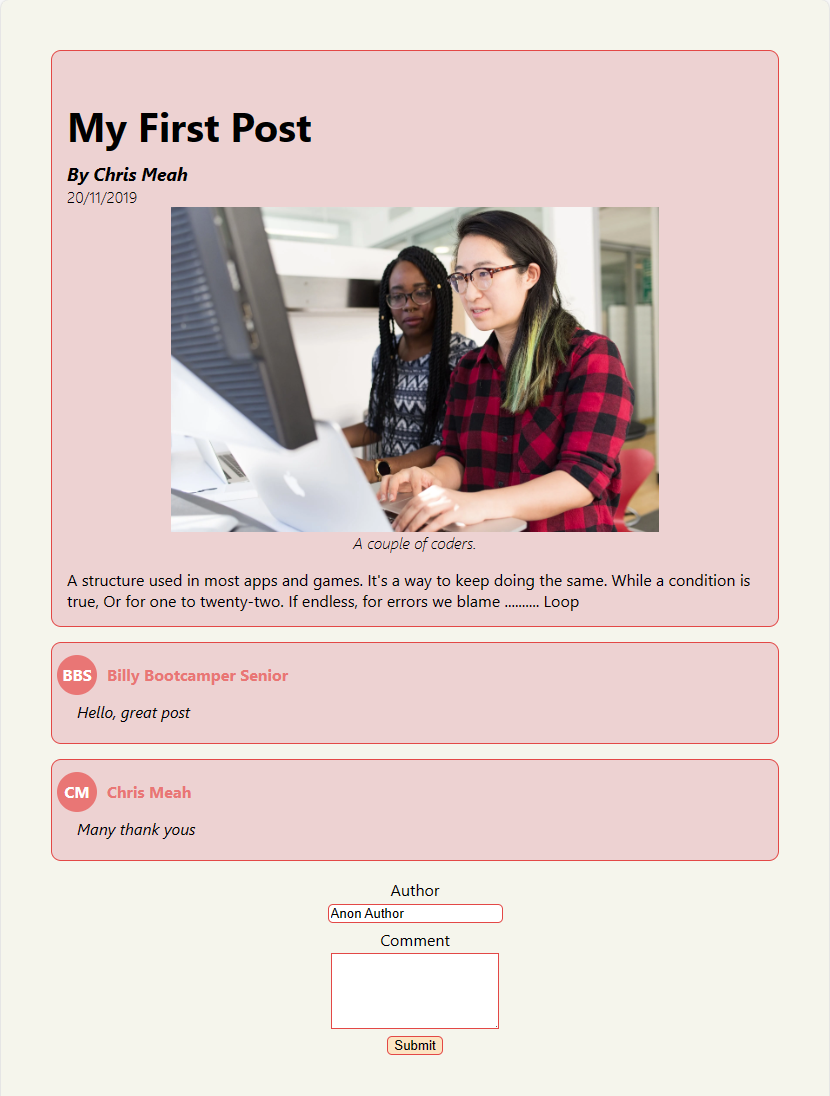 My First Post
By Chris Meah
20/11/2019
A couple of coders.
A structure used in most apps and games. It's a way to keep doing the same. While a condition is
true, Or for one to twenty-two. If endless, for errors we blame .......... Loop
BBS Billy Bootcamper Senior
Hello, great post
CM Chris Meah
Many thank yous
Author
Anon Author
Comment
Submit